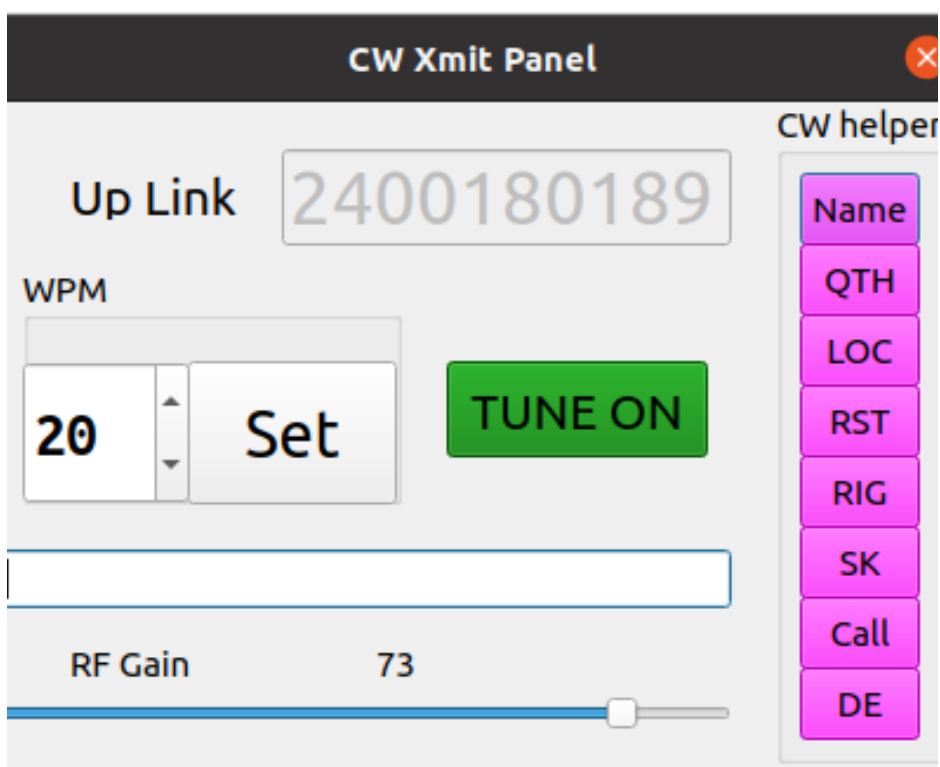 CW Xmit Panel
CW helper
Up Link 2400180189
WPM
20 Set TUNE ON
RF Gain 73
Name
QTH
LOC
RST
RIG
SK
Call
DE